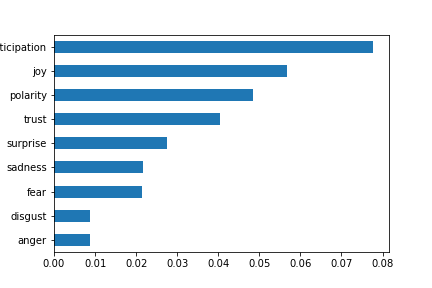 ticipation
joy
polarity
trust
surprise
sadness
fear
disgust
anger
0.00 0.01 0.02 0.03 0.04 0.05 0.06 0.07 0.08